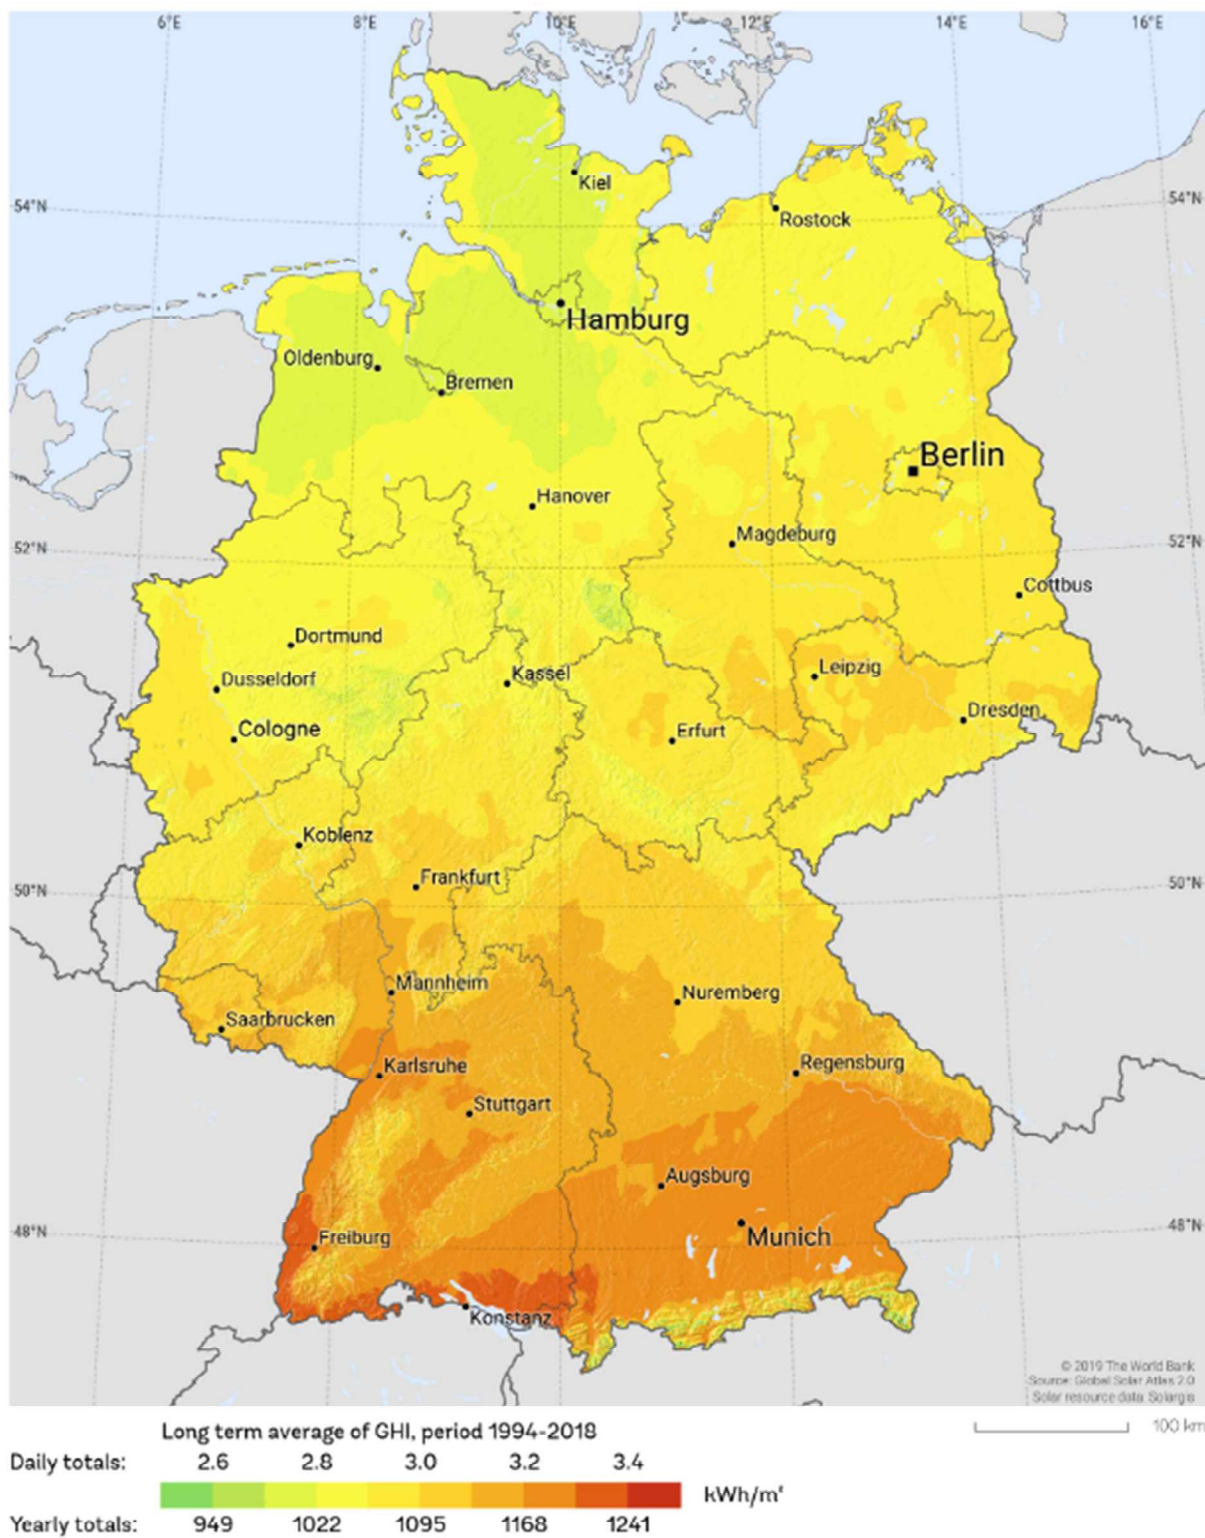 6°E 8°E 10°E 12°E 14°E 16°E
Kiel
54°N 54°N
Rostock
Hamburg
Oldenburg
Bremen
Berlin
Hanover
Magdeburg
52°N 52°N
Cottbus
Dortmund
Leipzig
Kassel
Dusseldorf
Dresden
Cologne
Erfurt
Koblenz
Frankfurt
50°N 50°N
Mannheim
Nuremberg
Saarbrucken
Karlsruhe
Regensburg
Stuttgart
Augsburg
48°N 48°N
Freiburg
Munich
Konstanz
© 2019 The World Bank
Source: Global Solar Atlas 2.0
Solar resource data: Solargis
Long term average of GHI, period 1994-2018
100 km
Daily totals: 2.6 2.8 3.0 3.2 3.4
kWh/m²
Yearly totals: 949 1022 1095 1168 1241